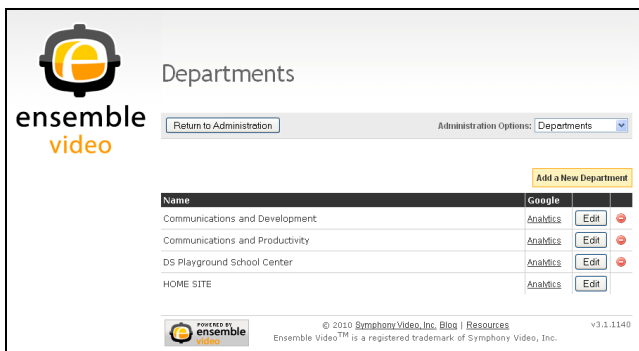 Departments
ensemble
video
Return to Administration
Administration Options: Departments
Add a New Department
Name Google
Communications and Development Analytics Edit
Communications and Productivity Analytics Edit
DS Playground School Center Analytics Edit
HOME SITE Analytics Edit
POWERED BY
ensemble
video
© 2010 Symphony Video, Inc. Blog | Resources v3.1.1140
Ensemble Video™ is a registered trademark of Symphony Video, Inc.